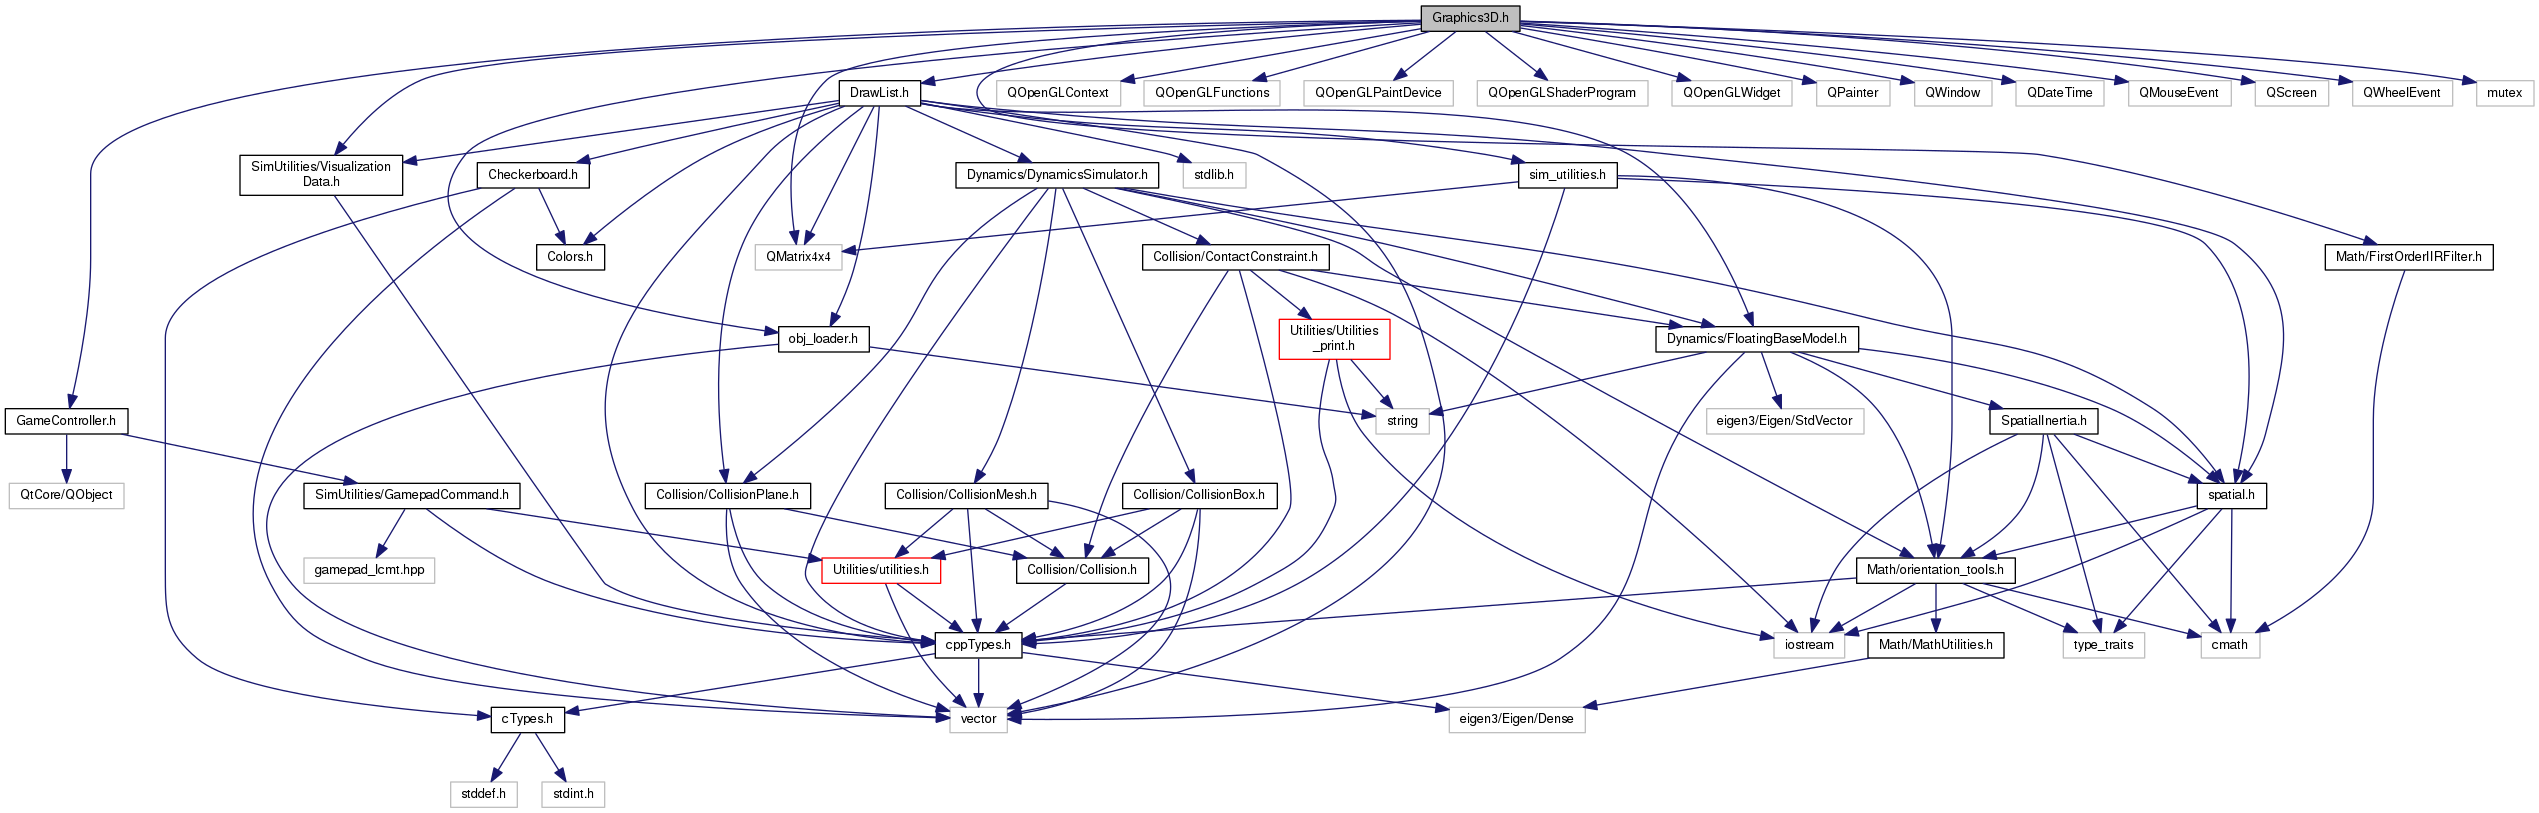 Graphics3D.h
DrawList.h
QOpenGLContext
QOpenGLFunctions
QOpenGLPaintDevice
QOpenGLShaderProgram
QOpenGLWidget
QPainter
QWindow
QDateTime
QMouseEvent
QScreen
QWheelEvent
mutex
SimUtilities/Visualization
Data.h
Checkerboard.h
Dynamics/DynamicsSimulator.h
stdlib.h
sim_utilities.h
Colors.h
QMatrix4x4
Collision/ContactConstraint.h
Math/FirstOrderIIRFilter.h
obj_loader.h
Utilities/Utilities
_print.h
Dynamics/FloatingBaseModel.h
GameController.h
string
eigen3/Eigen/StdVector
SpatialInertia.h
QtCore/QObject
SimUtilities/GamepadCommand.h
Collision/CollisionPlane.h
Collision/CollisionMesh.h
Collision/CollisionBox.h
spatial.h
gamepad_lcmt.hpp
Utilities/utilities.h
Collision/Collision.h
Math/orientation_tools.h
cppTypes.h
iostream
Math/MathUtilities.h
type_traits
cmath
cTypes.h
vector
eigen3/Eigen/Dense
stddef.h
stdint.h